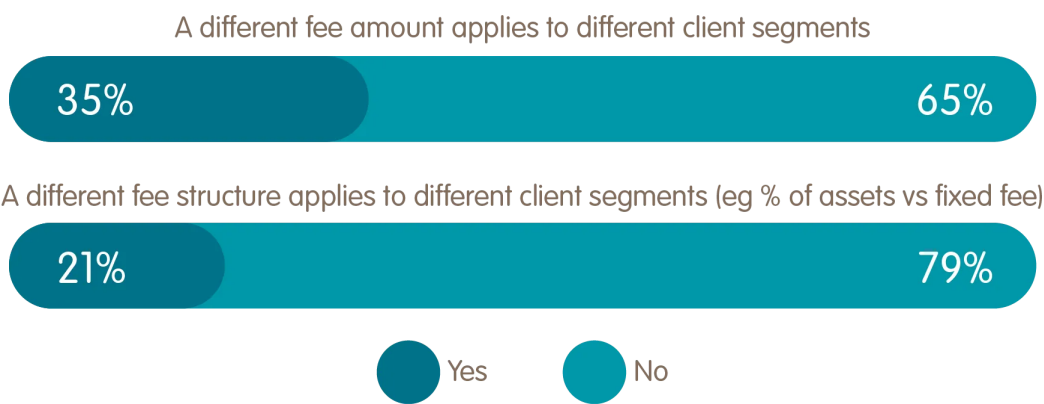 A different fee amount applies to different client segments
35% 65%
A different fee structure applies to different client segments (eg % of assets vs fixed fee)
21% 79%
Yes No